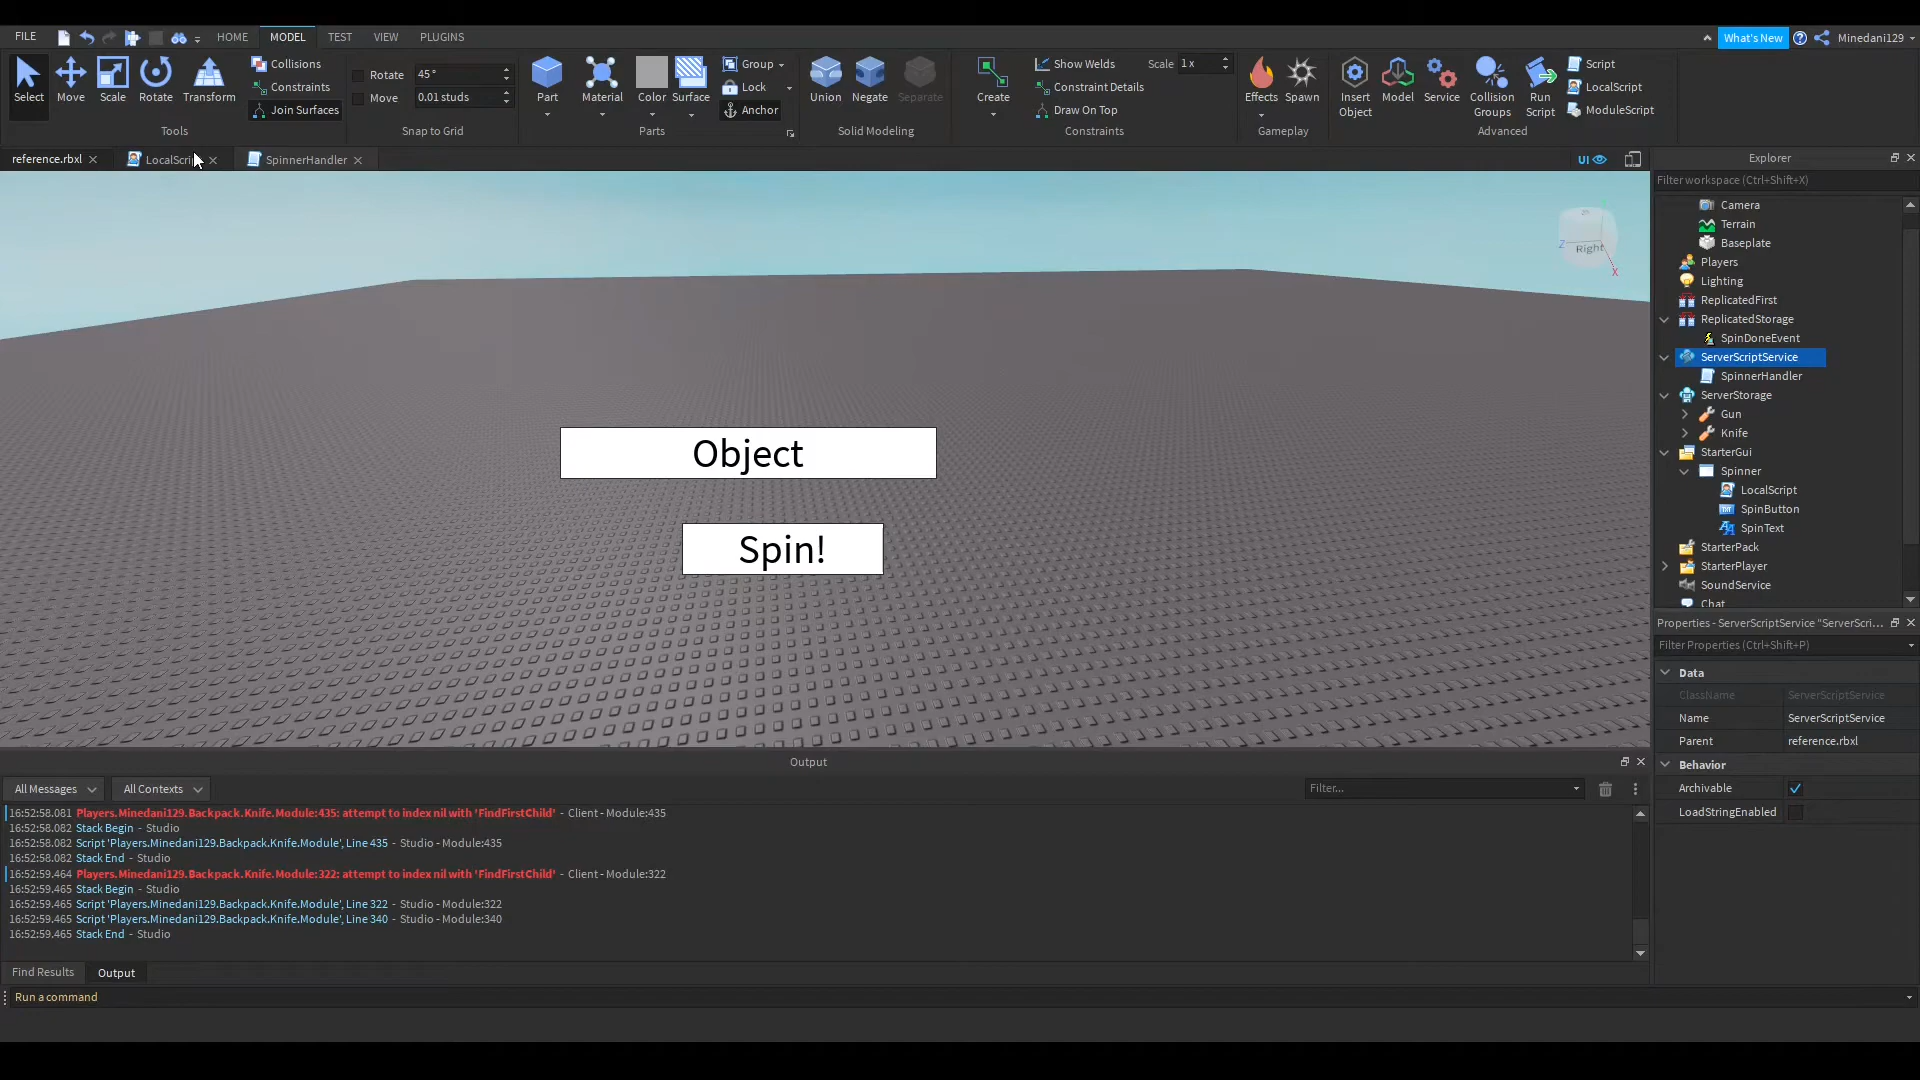 FILE HOME MODEL TEST VIEW PLUGINS What's New Minedani129
Select Move Scale Rotate Transform
Collisions
Constraints
Join Surfaces
Tools
Rotate 45°
Move 0.01 studs
Snap to Grid
Part Material Color Surface
Group
Lock
Anchor
Parts
Union Negate Separate
Solid Modeling
Create
Show Welds Scale 1 x
Constraint Details
Draw On Top
Constraints
Effects Spawn
Gameplay
Insert Object Model Service Collision Groups Run Script
Script
LocalScript
ModuleScript
Advanced
reference.rbxl SpinnerHandler UI
Right
Z
X
Object
Spin!
Explorer
Filter workspace (Ctrl+Shift+X)
Camera
Terrain
Baseplate
Players
Lighting
ReplicatedFirst
ReplicatedStorage
SpinDoneEvent
ServerScriptService
SpinnerHandler
ServerStorage
Gun
Knife
StarterGui
Spinner
LocalScript
SpinButton
SpinText
StarterPack
StarterPlayer
SoundService
Chat
Properties - ServerScriptService "ServerScri...
Filter Properties (Ctrl+Shift+P)
Data
ClassName ServerScriptService
Name ServerScriptService
Parent reference.rbxl
Behavior
Archivable
LoadStringEnabled
Output
All Messages All Contexts Filter...
16:52:58.081 Players.Minedani129.Backpack.Knife.Module:435: attempt to index nil with 'FindFirstChild' - Client - Module:435
16:52:58.082 Stack Begin - Studio
16:52:58.082 Script 'Players.Minedani129.Backpack.Knife.Module', Line 435 - Studio - Module:435
16:52:58.082 Stack End - Studio
16:52:59.464 Players.Minedani129.Backpack.Knife.Module:322: attempt to index nil with 'FindFirstChild' - Client - Module:322
16:52:59.465 Stack Begin - Studio
16:52:59.465 Script 'Players.Minedani129.Backpack.Knife.Module', Line 322 - Studio - Module:322
16:52:59.465 Script 'Players.Minedani129.Backpack.Knife.Module', Line 340 - Studio - Module:340
16:52:59.465 Stack End - Studio
Find Results Output
Run a command